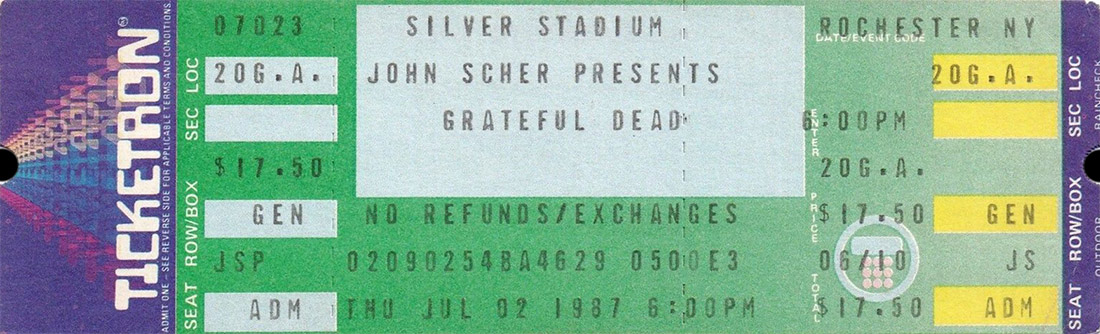 TICKETRON®
ADMIT ONE – SEE REVERSE SIDE FOR APPLICABLE TERMS AND CONDITIONS.
SEC LOC
ROW/BOX
SEAT
07023
20G.A.
$17.50
GEN
JSP
ADM
SILVER STADIUM
JOHN SCHER PRESENTS
GRATEFUL DEAD
NO REFUNDS/EXCHANGES
020902548A4629 0500E3
THU JUL 02 1987 6:00PM
ROCHESTER NY
DATE/EVENT CODE
20G.A.
ENTER
6:00PM
20G.A.
PRICE
$17.50
GEN
06/10
JS
TOTAL
$17.50
ADM
SEC LOC
ROW/BOX
SEAT
RAINCHECK
OUTDOOR